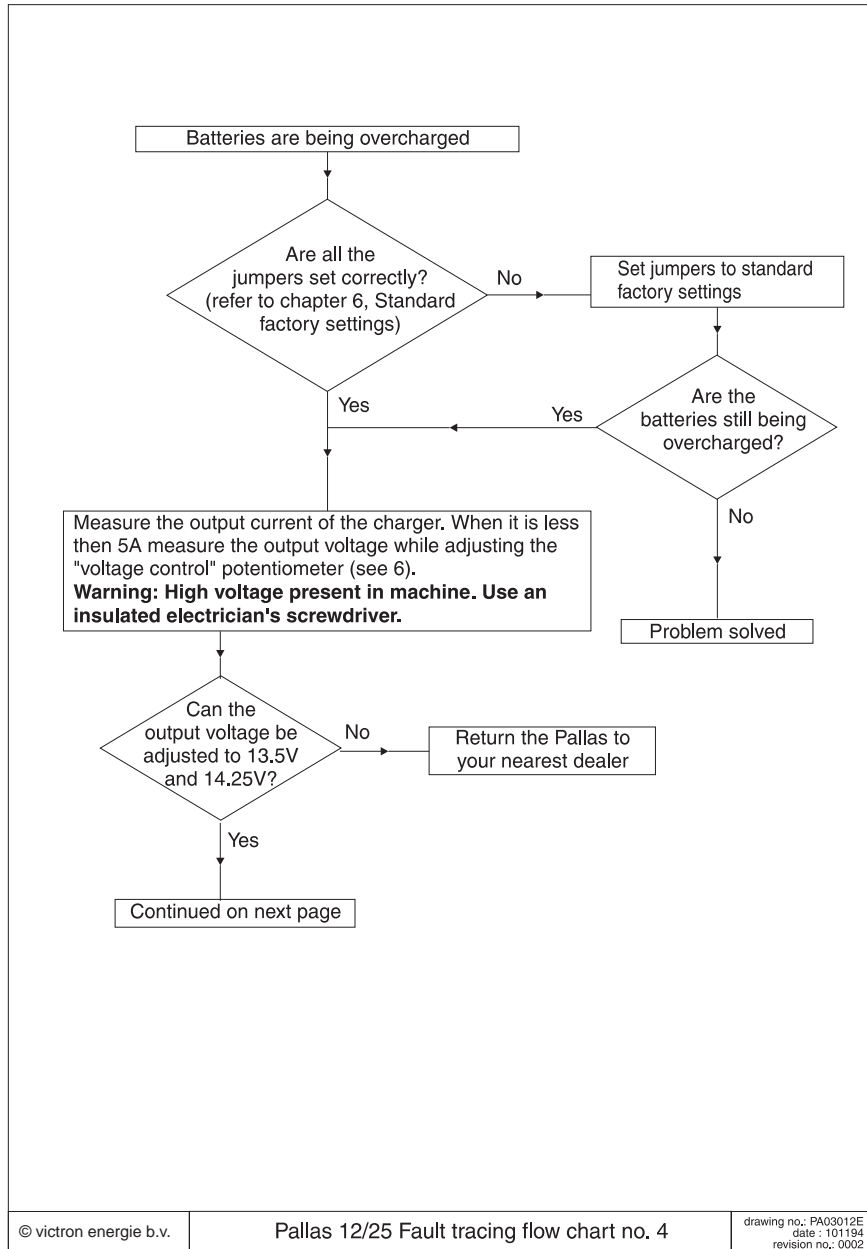 Batteries are being overcharged
Are all the
jumpers set correctly?
(refer to chapter 6, Standard
factory settings)
No
Set jumpers to standard
factory settings
Yes
Yes
Are the
batteries still being
overcharged?
No
Problem solved
Measure the output current of the charger. When it is less
then 5A measure the output voltage while adjusting the
"voltage control" potentiometer (see 6).
Warning: High voltage present in machine. Use an
insulated electrician's screwdriver.
Can the
output voltage be
adjusted to 13.5V
and 14.25V?
No
Return the Pallas to
your nearest dealer
Yes
Continued on next page
© victron energie b.v.
Pallas 12/25 Fault tracing flow chart no. 4
drawing no.: PA03012E
date : 101194
revision no.: 0002